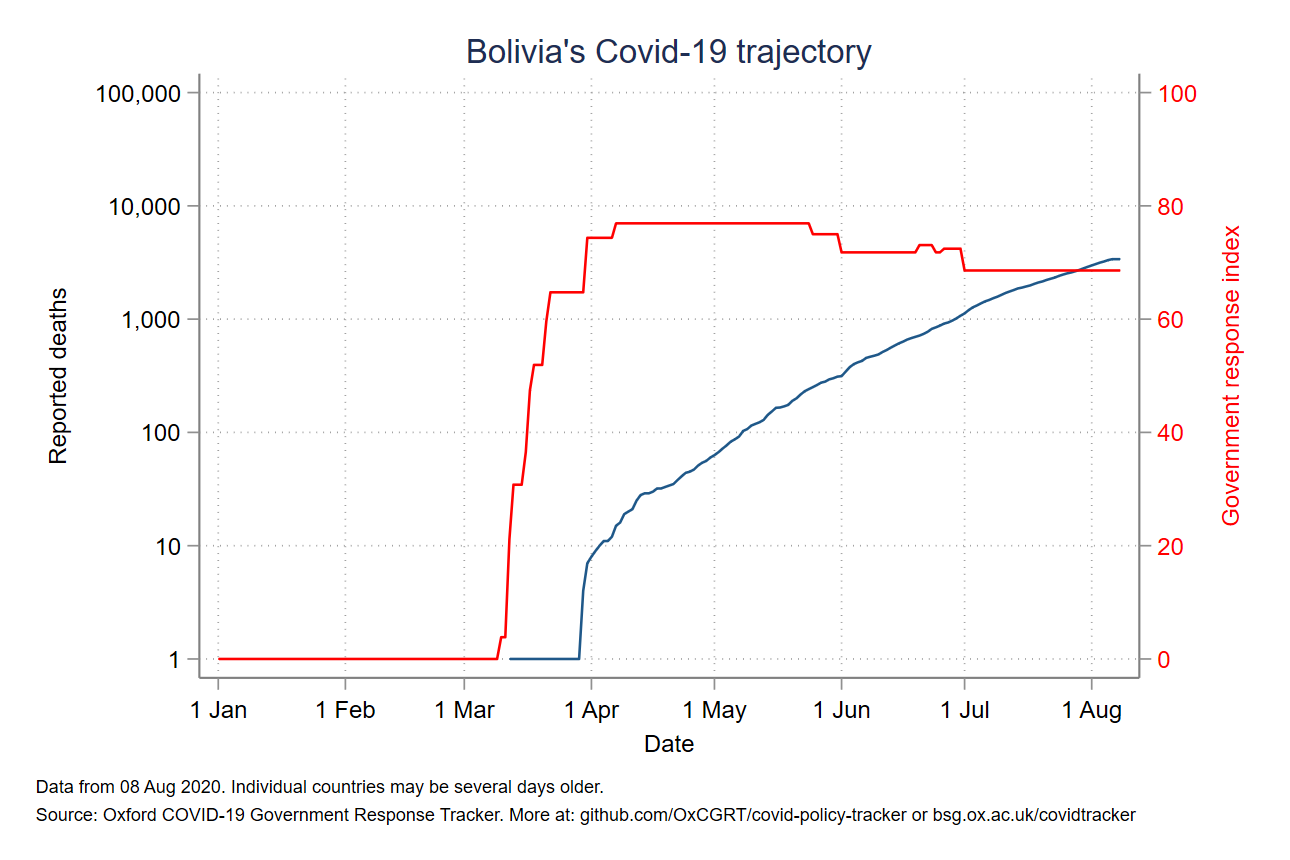 Bolivia's Covid-19 trajectory
100,000
10,000
1,000
100
10
1
Reported deaths
100
80
60
40
20
0
Government response index
1 Jan 1 Feb 1 Mar 1 Apr 1 May 1 Jun 1 Jul 1 Aug
Date
Data from 08 Aug 2020. Individual countries may be several days older.
Source: Oxford COVID-19 Government Response Tracker. More at: github.com/OxCGRT/covid-policy-tracker or bsg.ox.ac.uk/covidtracker